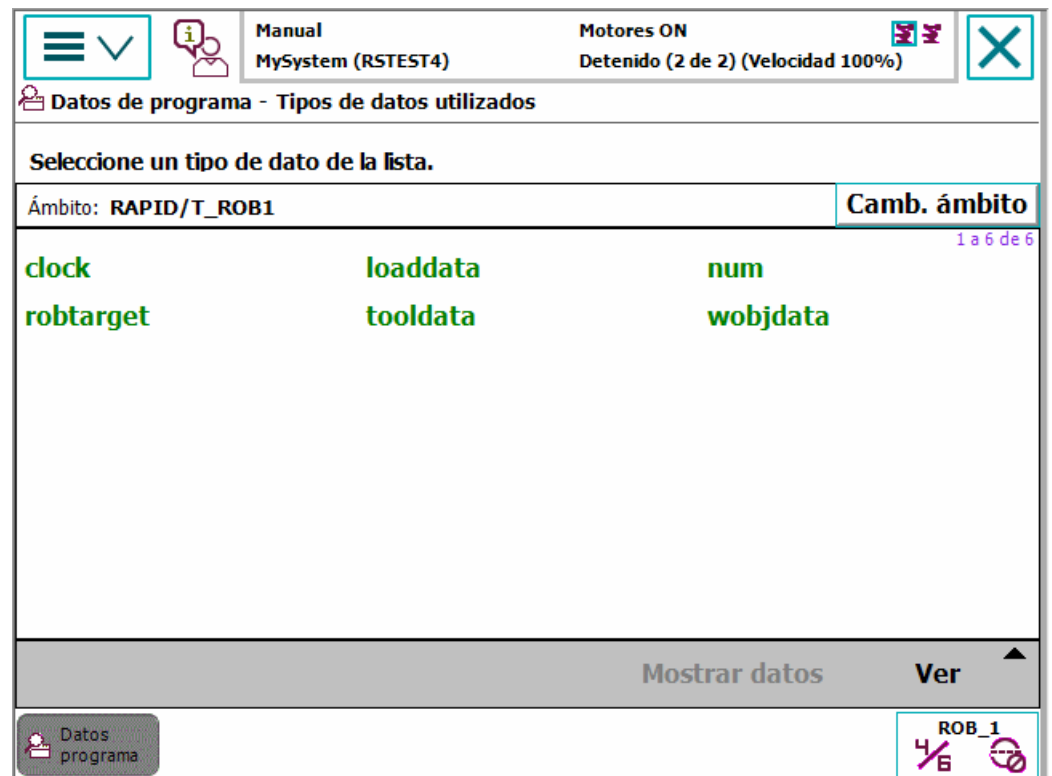 Manual
MySystem (RSTEST4)
Motores ON
Detenido (2 de 2) (Velocidad 100%)
Datos de programa - Tipos de datos utilizados
Seleccione un tipo de dato de la lista.
Ámbito: RAPID/T_ROB1
Camb. ámbito
1 a 6 de 6
clock loaddata num
robtarget tooldata wobjdata
Mostrar datos Ver
Datos
programa
ROB_1
4/6